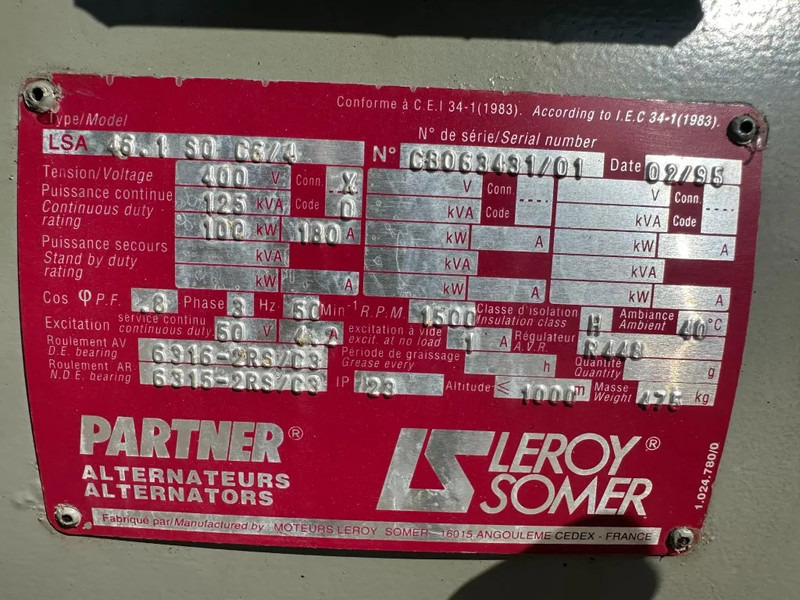 Conforme à C.E.I 34-1(1983). According to I.E.C 34-1(1983).
Type/Model
N° de série/Serial number
LSA 46.1 S0 C6/4 N° Date 02/95
Tension/Voltage 400 V Conn. V Conn. V Conn.
Puissance continue 125 kVA Code D kVA Code kVA Code
Continuous duty rating 100 kW 180 A kW A kW A
Puissance secours kVA kVA kVA
Stand by duty rating kW A kW A kW A
Cos φ P.F. .8 Phase 3 Hz 50 Min-1 R.P.M. 1500 Classe d'isolation Insulation class H Ambiance Ambient 40 °C
Excitation service continu continuous duty 50 V 4.2 excitation à vide excit. at no load 1 A Régulateur A.V.R. R448
Roulement AV D.E. bearing 6316-2RS/C3 Période de graissage Grease every h Quantité Quantity g
Roulement AR N.D.E. bearing 6315-2RS/C3 IP 23 Altitude ≤ 1000 m Masse Weight 475 kg
PARTNER®
ALTERNATEURS
ALTERNATORS
LS LEROY®
SOMER
1.024.780/0
Fabriqué par/Manufactured by MOTEURS LEROY SOMER - 16015 ANGOULEME CEDEX - FRANCE